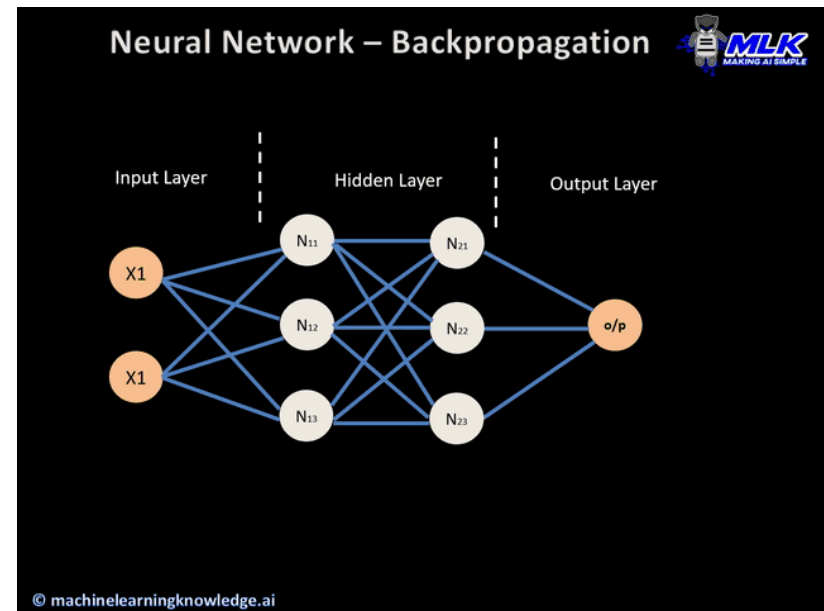 Neural Network – Backpropagation
MLK
MAKING AI SIMPLE
Input Layer
Hidden Layer
Output Layer
X1
X1
N₁₁
N₁₂
N₁₃
N₂₁
N₂₂
N₂₃
o/p
© machinelearningknowledge.ai